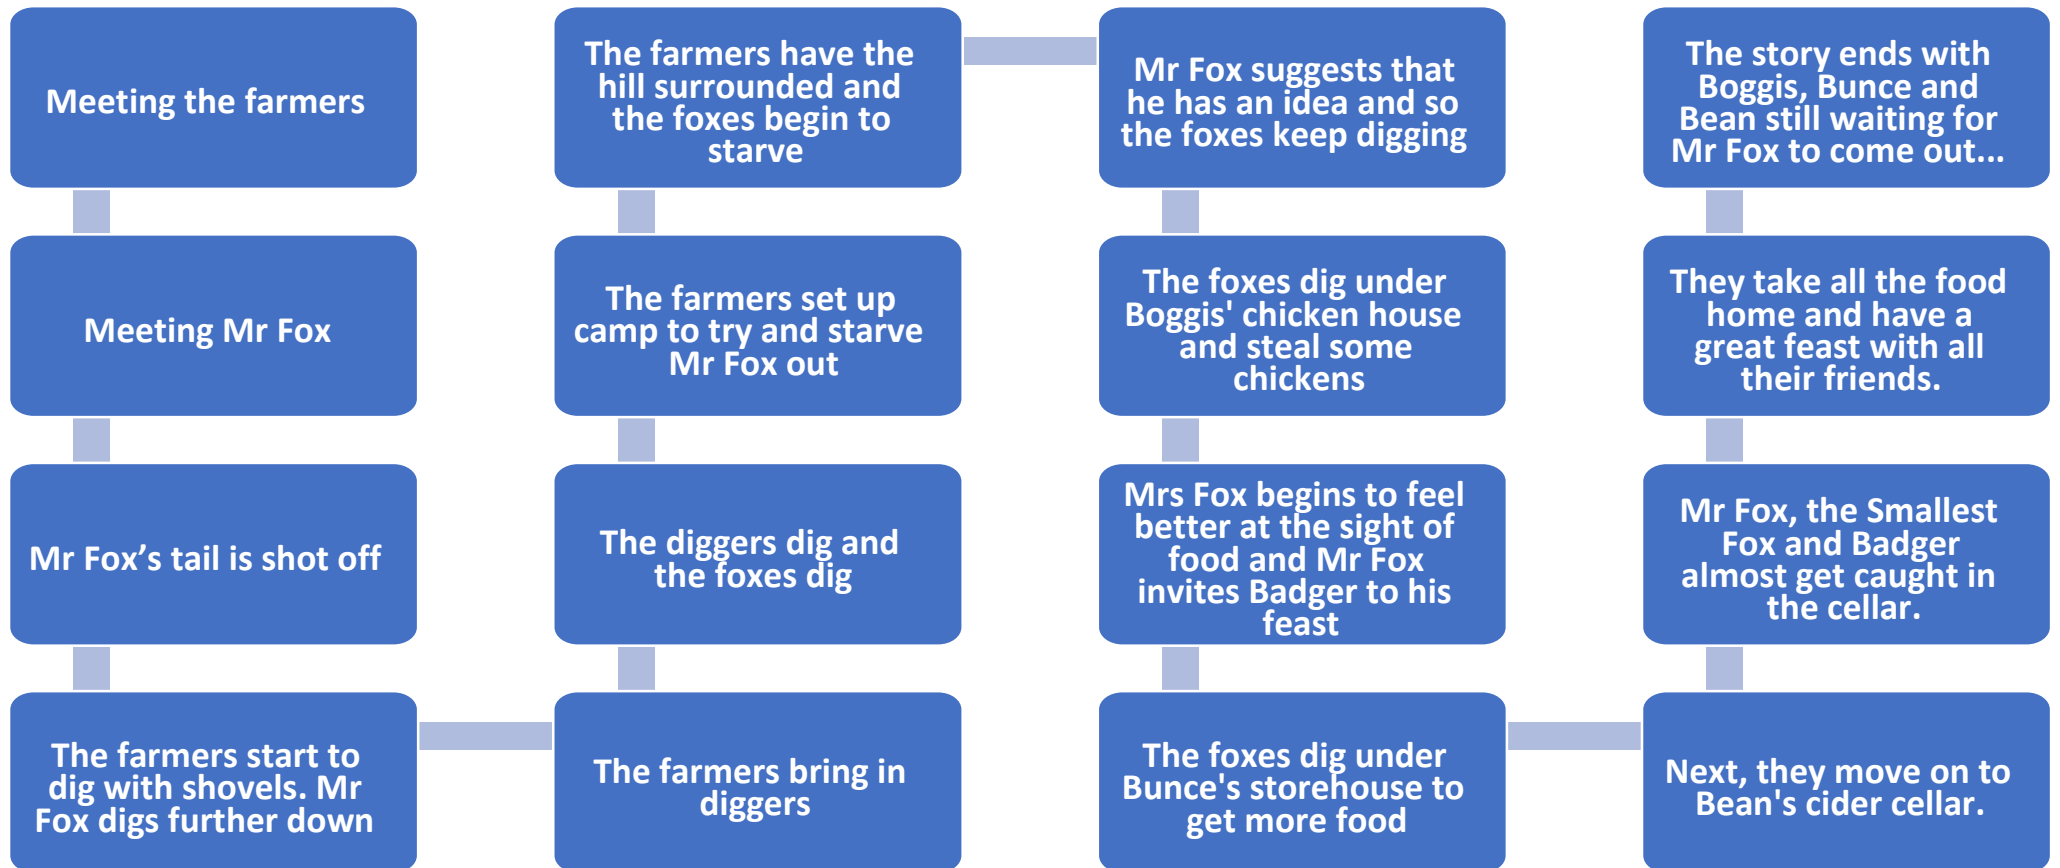 Meeting the farmers
Meeting Mr Fox
Mr Fox’s tail is shot off
The farmers start to
dig with shovels. Mr
Fox digs further down
The farmers bring in
diggers
The diggers dig and
the foxes dig
The farmers set up
camp to try and starve
Mr Fox out
The farmers have the
hill surrounded and
the foxes begin to
starve
Mr Fox suggests that
he has an idea and so
the foxes keep digging
The foxes dig under
Boggis' chicken house
and steal some
chickens
Mrs Fox begins to feel
better at the sight of
food and Mr Fox
invites Badger to his
feast
The foxes dig under
Bunce's storehouse to
get more food
Next, they move on to
Bean's cider cellar.
Mr Fox, the Smallest
Fox and Badger
almost get caught in
the cellar.
They take all the food
home and have a
great feast with all
their friends.
The story ends with
Boggis, Bunce and
Bean still waiting for
Mr Fox to come out...